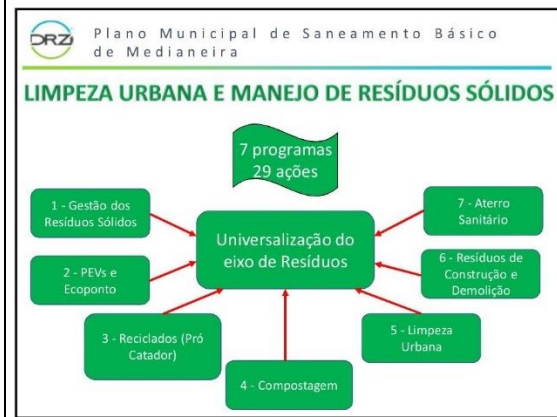 DRZ
Plano Municipal de Saneamento Básico
de Medianeira
LIMPEZA URBANA E MANEJO DE RESÍDUOS SÓLIDOS
7 programas
29 ações
1 - Gestão dos
Resíduos Sólidos
2 - PEVs e
Ecoponto
3 - Reciclados (Pró
Catador)
4 - Compostagem
5 - Limpeza
Urbana
6 - Resíduos de
Construção e
Demolição
7 - Aterro
Sanitário
Universalização do
eixo de Resíduos